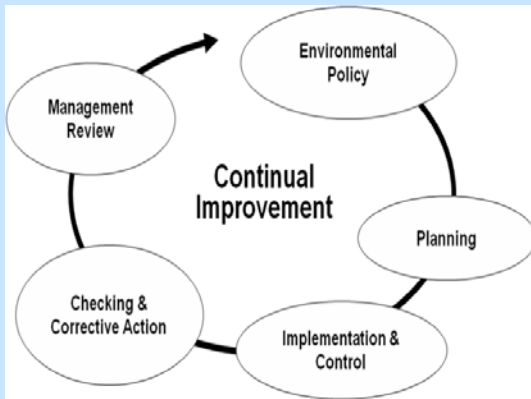 Environmental
Policy
Planning
Implementation &
Control
Checking &
Corrective Action
Management
Review
Continual
Improvement